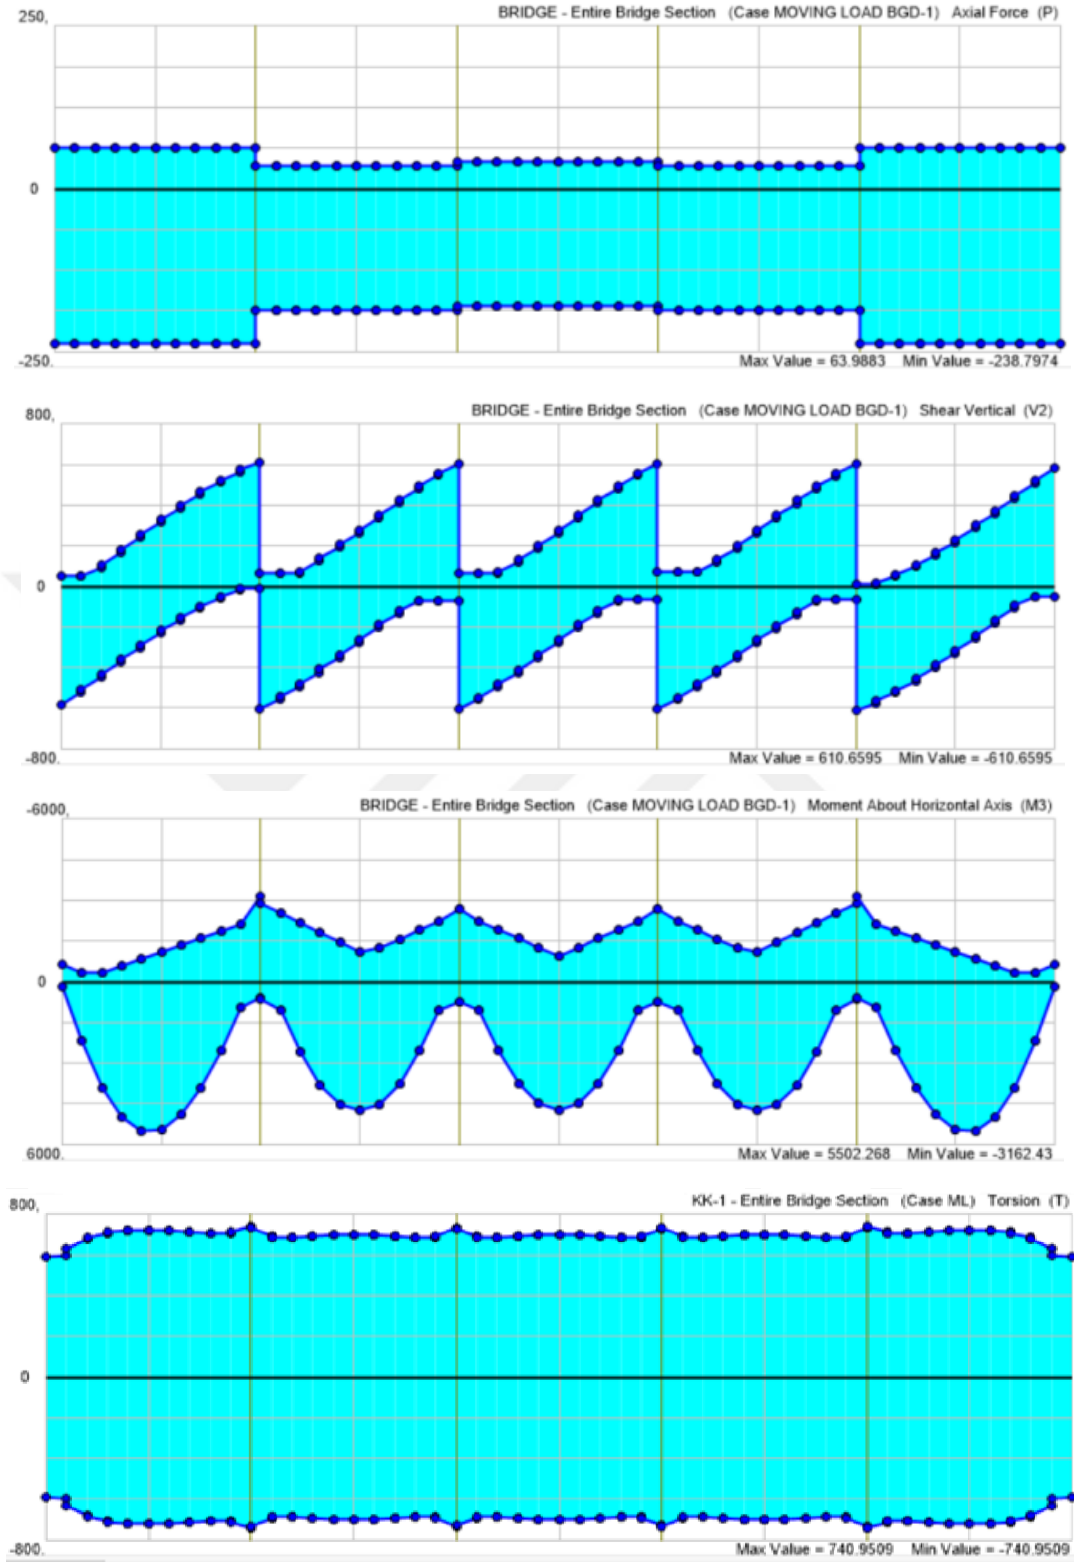 250, BRIDGE - Entire Bridge Section (Case MOVING LOAD BGD-1) Axial Force (P)
0
-250. Max Value = 63.9883 Min Value = -238.7974
800, BRIDGE - Entire Bridge Section (Case MOVING LOAD BGD-1) Shear Vertical (V2)
0
-800. Max Value = 610.6595 Min Value = -610.6595
-6000, BRIDGE - Entire Bridge Section (Case MOVING LOAD BGD-1) Moment About Horizontal Axis (M3)
0
6000. Max Value = 5502.268 Min Value = -3162.43
800, KK-1 - Entire Bridge Section (Case ML) Torsion (T)
0
-800. Max Value = 740.9509 Min Value = -740.9509